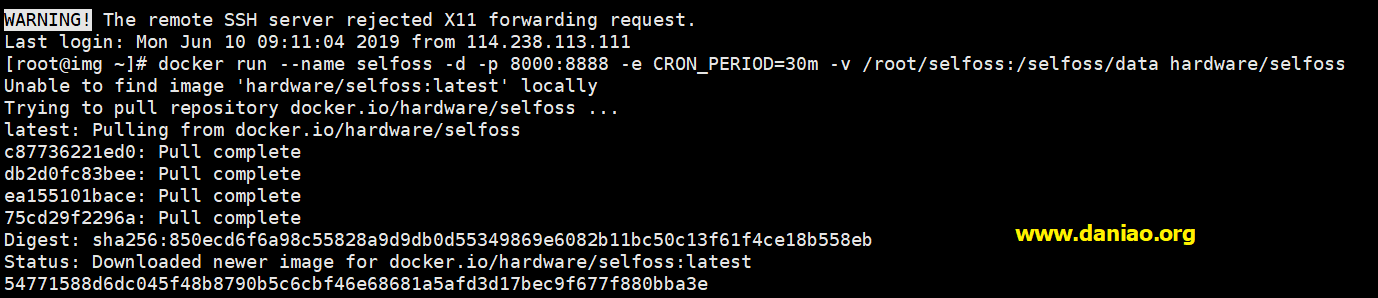 WARNING! The remote SSH server rejected X11 forwarding request.
Last login: Mon Jun 10 09:11:04 2019 from 114.238.113.111
[root@img ~]# docker run --name selfoss -d -p 8000:8888 -e CRON_PERIOD=30m -v /root/selfoss:/selfoss/data hardware/selfoss
Unable to find image 'hardware/selfoss:latest' locally
Trying to pull repository docker.io/hardware/selfoss ...
latest: Pulling from docker.io/hardware/selfoss
c87736221ed0: Pull complete
db2d0fc83bee: Pull complete
ea155101bace: Pull complete
75cd29f2296a: Pull complete
Digest: sha256:850ecd6f6a98c55828a9d9db0d55349869e6082b11bc50c13f61f4ce18b558eb
www.daniao.org
Status: Downloaded newer image for docker.io/hardware/selfoss:latest
54771588d6dc045f48b8790b5c6cbf46e68681a5afd3d17bec9f677f880bba3e